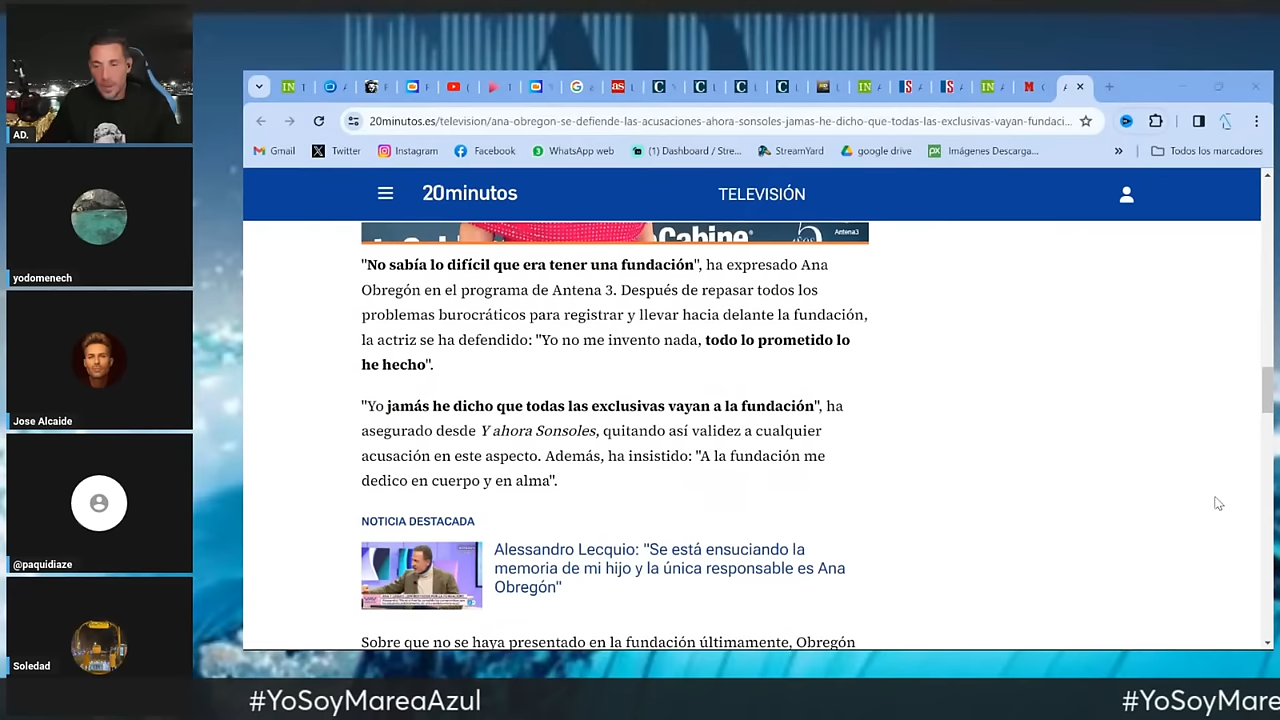 AD.
yodomenech
Jose Alcaide
@paquidiaze
Soledad
20minutos.es/television/ana-obregon-se-defiende-las-acusaciones-ahora-sonsoles-jamas-he-dicho-que-todas-las-exclusivas-vayan-fundaci...
Gmail
Twitter
Instagram
Facebook
WhatsApp web
(1) Dashboard / Stre...
StreamYard
google drive
Imágenes Descarga...
»
Todos los marcadores
20minutos
TELEVISIÓN
Cabine
Antena3
"No sabía lo difícil que era tener una fundación", ha expresado Ana
Obregón en el programa de Antena 3. Después de repasar todos los
problemas burocráticos para registrar y llevar hacia delante la fundación,
la actriz se ha defendido: "Yo no me invento nada, todo lo prometido lo
he hecho".
"Yo jamás he dicho que todas las exclusivas vayan a la fundación", ha
asegurado desde Y ahora Sonsoles, quitando así validez a cualquier
acusación en este aspecto. Además, ha insistido: "A la fundación me
dedico en cuerpo y en alma".
NOTICIA DESTACADA
Alessandro Lecquio: "Se está ensuciando la
memoria de mi hijo y la única responsable es Ana
Obregón"
Sobre que no se haya presentado en la fundación últimamente, Obregón
#YoSoyMareaAzul
#YoSoyMare